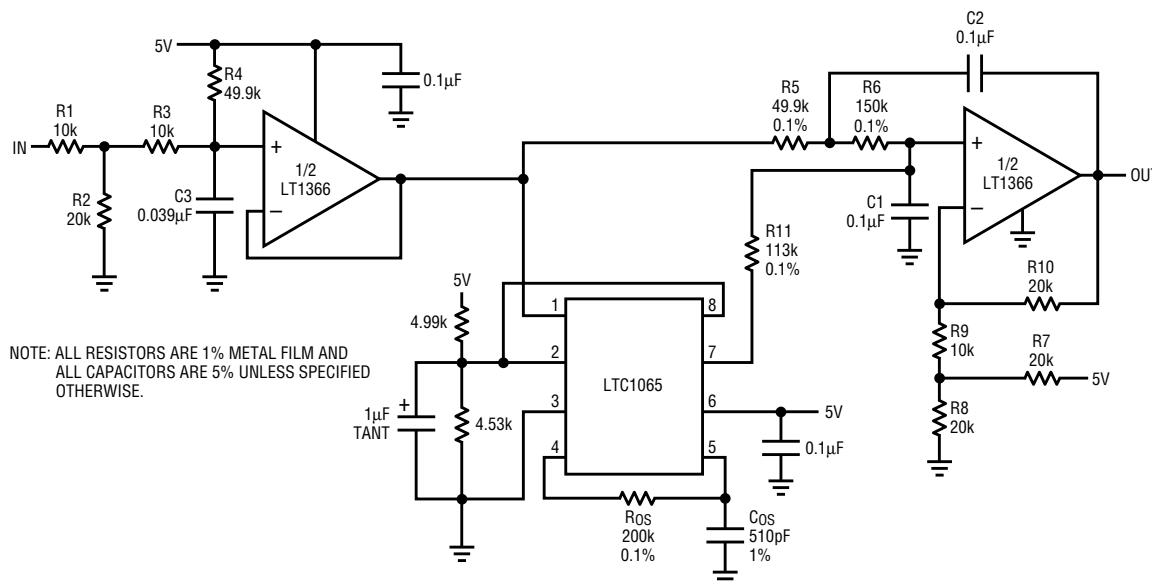 C2
0.1µF
5V
R4
49.9k
0.1µF
R5
49.9k
0.1%
R6
150k
0.1%
R1
10k
R3
10k
IN
+
1/2
LT1366
–
+
1/2
LT1366
–
OUT
R2
20k
C3
0.039µF
C1
0.1µF
R11
113k
0.1%
R10
20k
5V
4.99k
1
8
R9
10k
R7
20k
5V
NOTE: ALL RESISTORS ARE 1% METAL FILM AND
ALL CAPACITORS ARE 5% UNLESS SPECIFIED
OTHERWISE.
2
7
LTC1065
1µF
TANT
+
4.53k
3
6
5V
R8
20k
4
5
0.1µF
ROS
200k
0.1%
COS
510pF
1%